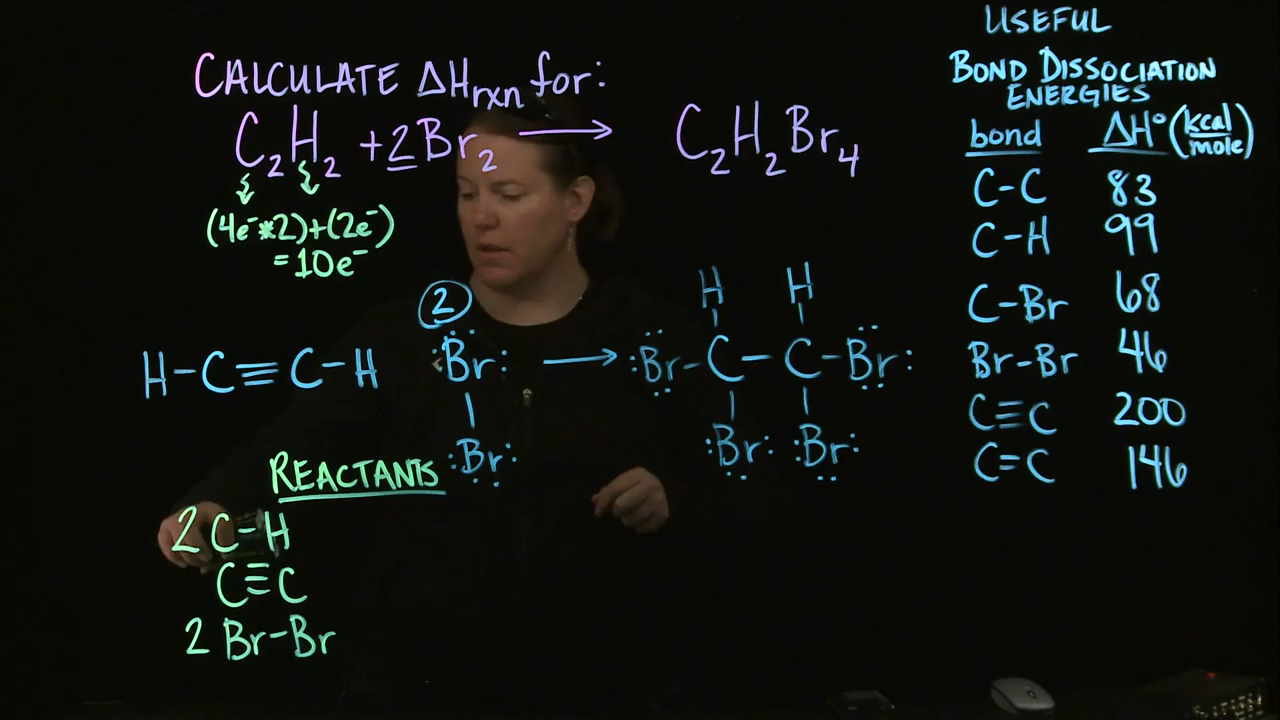 CALCULATE ΔHrxn for:
C2H2 + 2Br2 ⟶ C2H2Br4
(4e⁻*2)+(2e⁻)
= 10e⁻
2
H H
H-C≡C-H :Br: ⟶ :Br-C-C-Br:
:Br: :Br: :Br:
REACTANTS
2 C-H
C≡C
2 Br-Br
USEFUL
BOND DISSOCIATION
ENERGIES
bond ΔH° (kcal/mole)
C-C 83
C-H 99
C-Br 68
Br-Br 46
C≡C 200
C=C 146